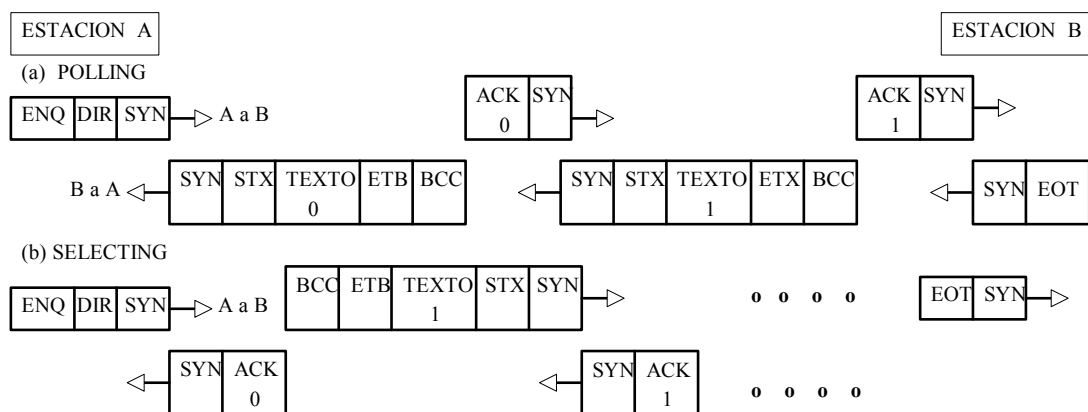 ESTACION A ESTACION B
(a) POLLING
ENQ DIR SYN A a B ACK SYN ACK SYN
0 1
B a A SYN STX TEXTO ETB BCC SYN STX TEXTO ETX BCC SYN EOT
0 1
(b) SELECTING
ENQ DIR SYN A a B BCC ETB TEXTO STX SYN o o o o EOT SYN
1
SYN ACK SYN ACK
0 1 o o o o